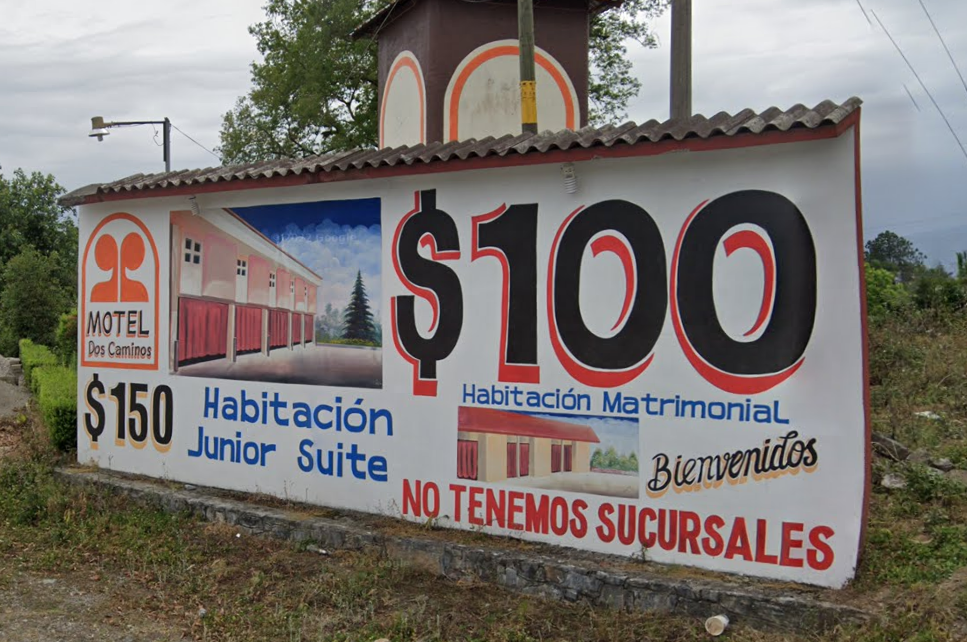 MOTEL
Dos Caminos
$150
Habitación
Junior Suite
$100
Habitación Matrimonial
Bienvenidos
NO TENEMOS SUCURSALES